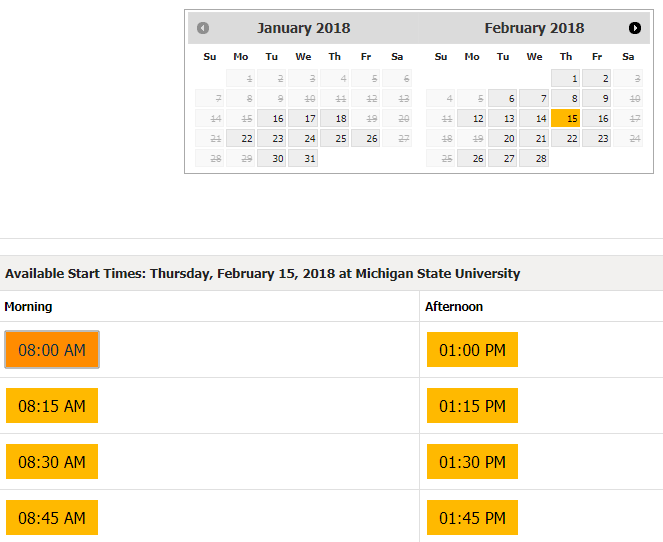 January 2018 February 2018
Su Mo Tu We Th Fr Sa Su Mo Tu We Th Fr Sa
1 2 3 4 5 6 1 2 3
7 8 9 10 11 12 13 4 5 6 7 8 9 10
14 15 16 17 18 19 20 11 12 13 14 15 16 17
21 22 23 24 25 26 27 18 19 20 21 22 23 24
28 29 30 31 25 26 27 28
Available Start Times: Thursday, February 15, 2018 at Michigan State University
Morning Afternoon
08:00 AM 01:00 PM
08:15 AM 01:15 PM
08:30 AM 01:30 PM
08:45 AM 01:45 PM